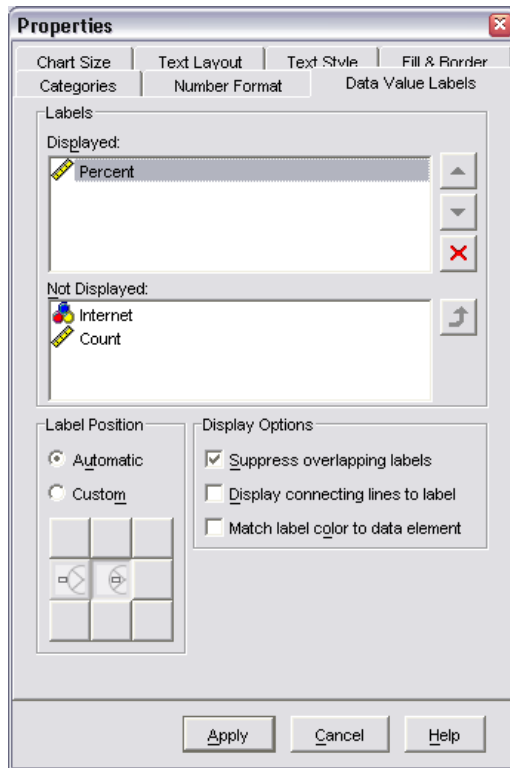 Properties
Chart Size Text Layout Text Style Fill & Border
Categories Number Format Data Value Labels
Labels
Displayed:
Percent
Not Displayed:
Internet
Count
Label Position
Automatic
Custom
Display Options
Suppress overlapping labels
Display connecting lines to label
Match label color to data element
Apply Cancel Help